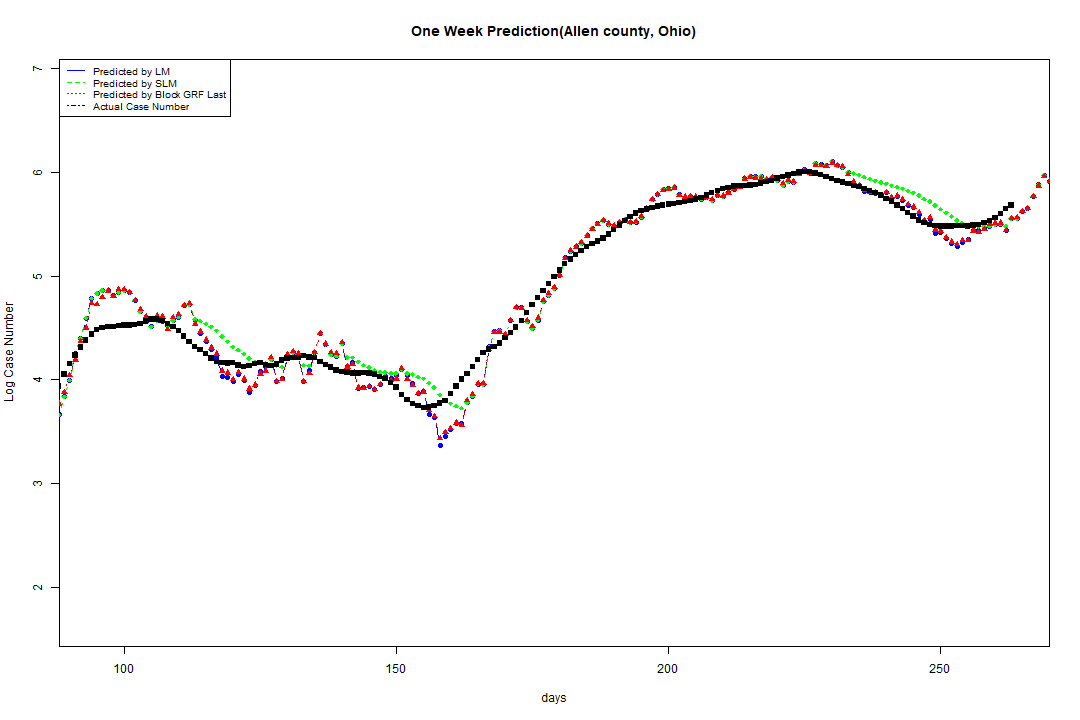 One Week Prediction(Allen county, Ohio)
Predicted by LM
Predicted by SLM
Predicted by Block GRF Last
Actual Case Number
7
6
5
4
3
2
Log Case Number
100 150 200 250
days